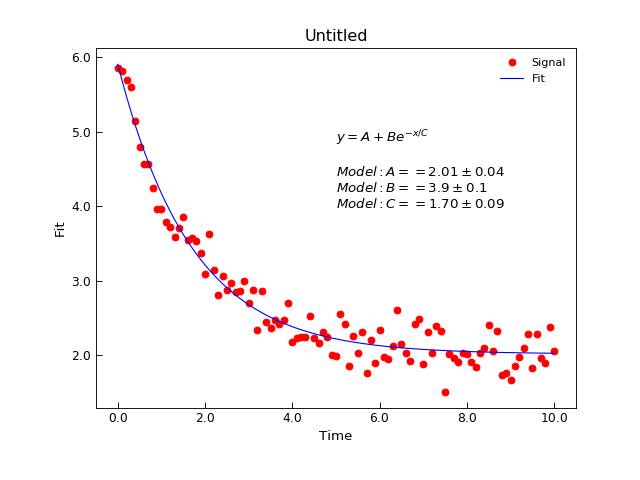 Untitled
6.0
5.0
4.0
3.0
2.0
Fit
Signal
Fit
y = A + Be^{-x/C}
Model : A == 2.01 ± 0.04
Model : B == 3.9 ± 0.1
Model : C == 1.70 ± 0.09
0.0 2.0 4.0 6.0 8.0 10.0
Time